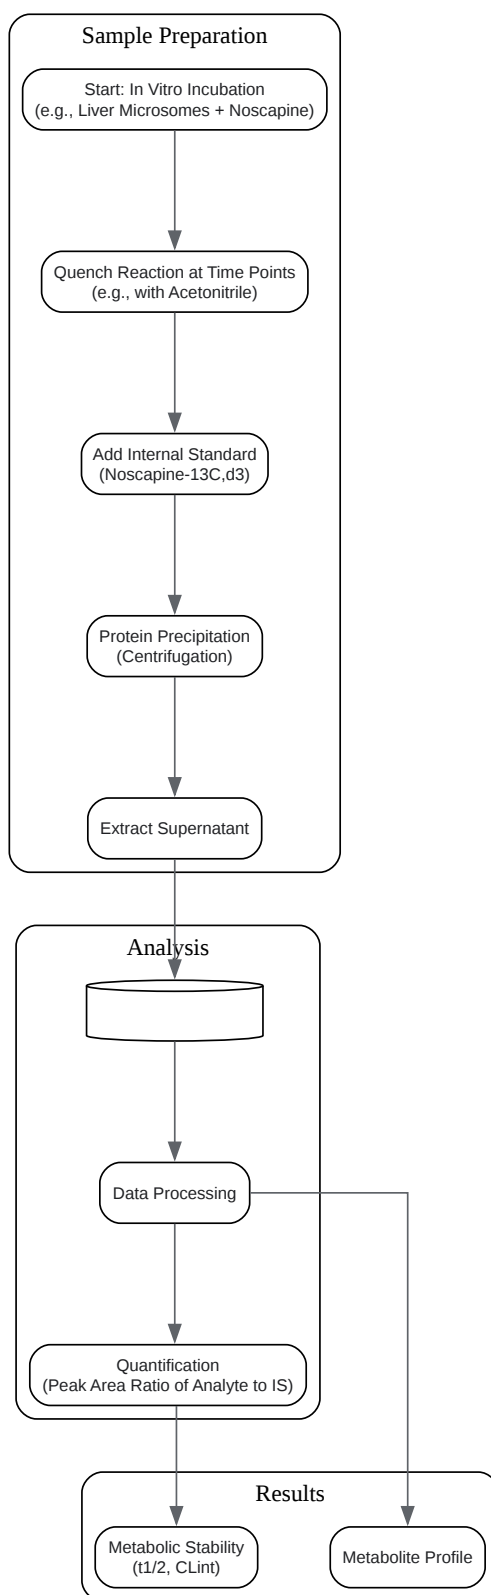 Sample Preparation
Start: In Vitro Incubation
(e.g., Liver Microsomes + Noscapine)
Quench Reaction at Time Points
(e.g., with Acetonitrile)
Add Internal Standard
(Noscapine-13C,d3)
Protein Precipitation
(Centrifugation)
Extract Supernatant
Analysis
Data Processing
Quantification
(Peak Area Ratio of Analyte to IS)
Results
Metabolic Stability
(t1/2, CLint)
Metabolite Profile